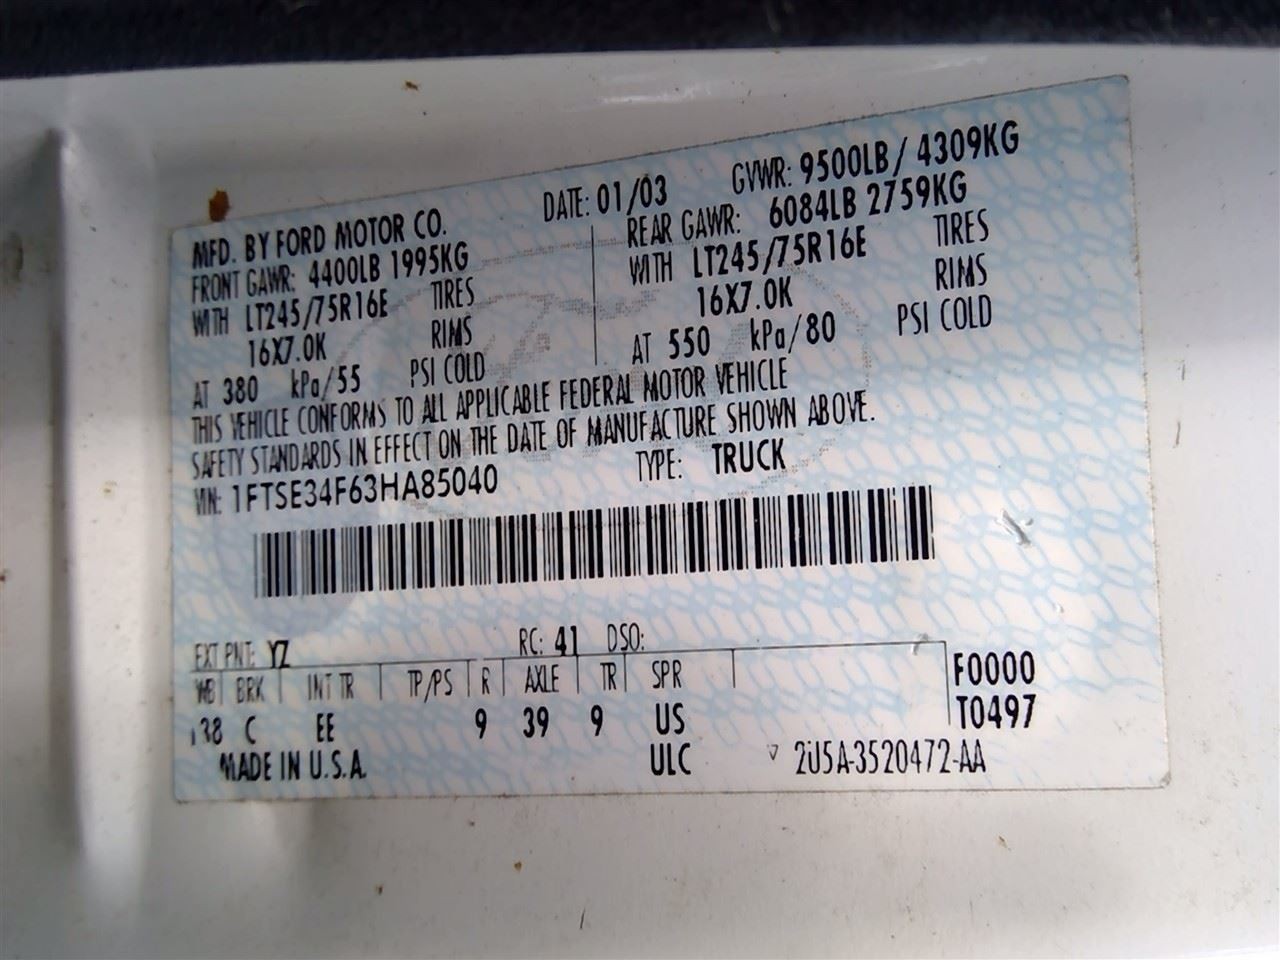 MFD. BY FORD MOTOR CO. DATE: 01/03 GVWR: 9500LB / 4309KG
FRONT GAWR: 4400LB 1995KG REAR GAWR: 6084LB 2759KG
WITH LT245/75R16E TIRES WITH LT245/75R16E TIRES
16X7.0K RIMS 16X7.0K RIMS
AT 380 kPa/55 PSI COLD AT 550 kPa/80 PSI COLD
THIS VEHICLE CONFORMS TO ALL APPLICABLE FEDERAL MOTOR VEHICLE
SAFETY STANDARDS IN EFFECT ON THE DATE OF MANUFACTURE SHOWN ABOVE.
VIN: 1FTSE34F63HA85040 TYPE: TRUCK
EXT PNT: YZ RC: 41 DSO:
WB BRK INT TR TP/PS R AXLE TR SPR F0000
138 C EE 9 39 9 US T0497
MADE IN U.S.A. ULC ▽ 2U5A-3520472-AA